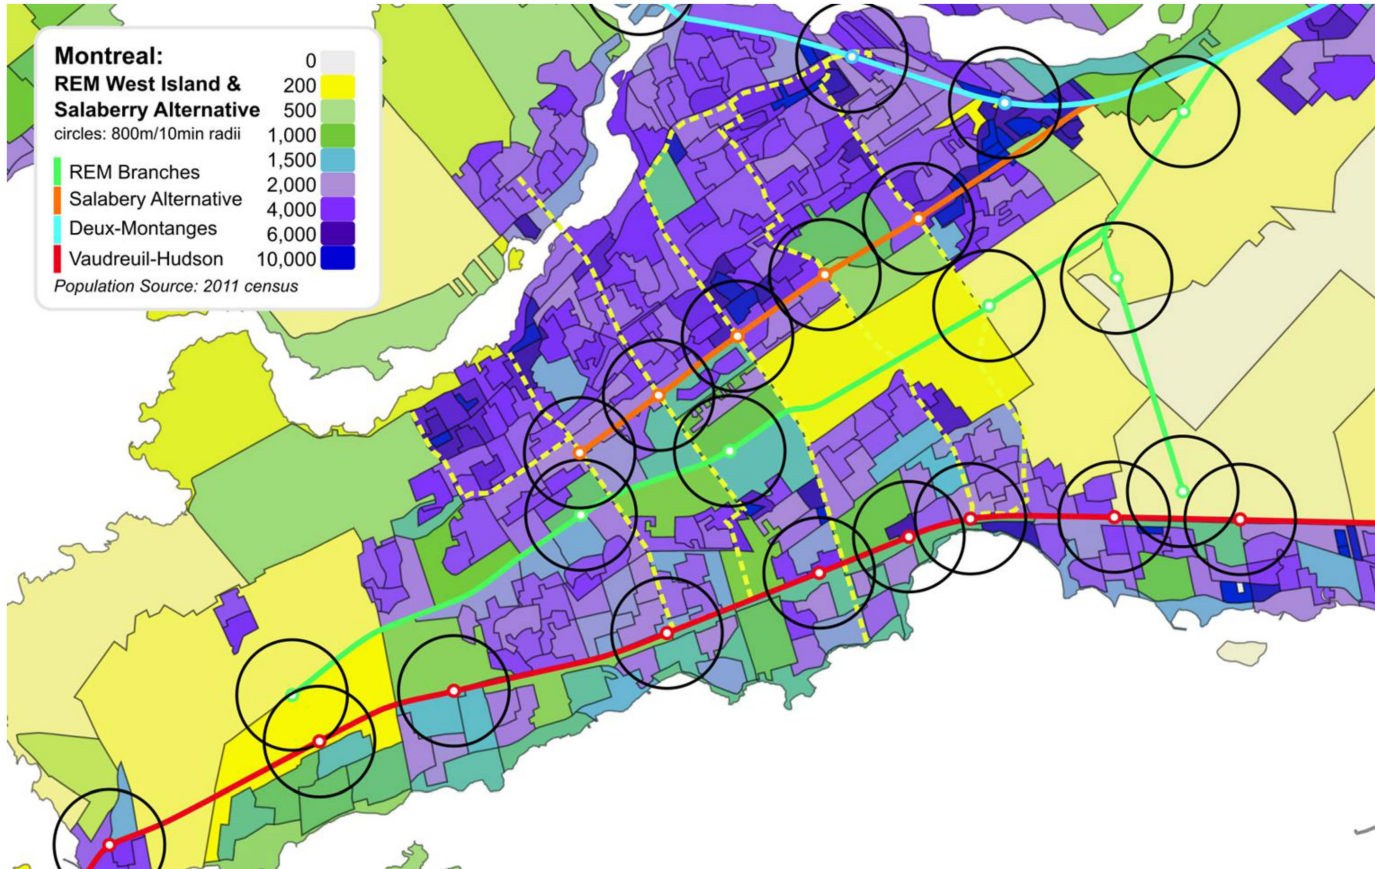 Montreal:
REM West Island &
Salaberry Alternative
circles: 800m/10min radii
REM Branches
Salabery Alternative
Deux-Montanges
Vaudreuil-Hudson
Population Source: 2011 census
0
200
500
1,000
1,500
2,000
4,000
6,000
10,000